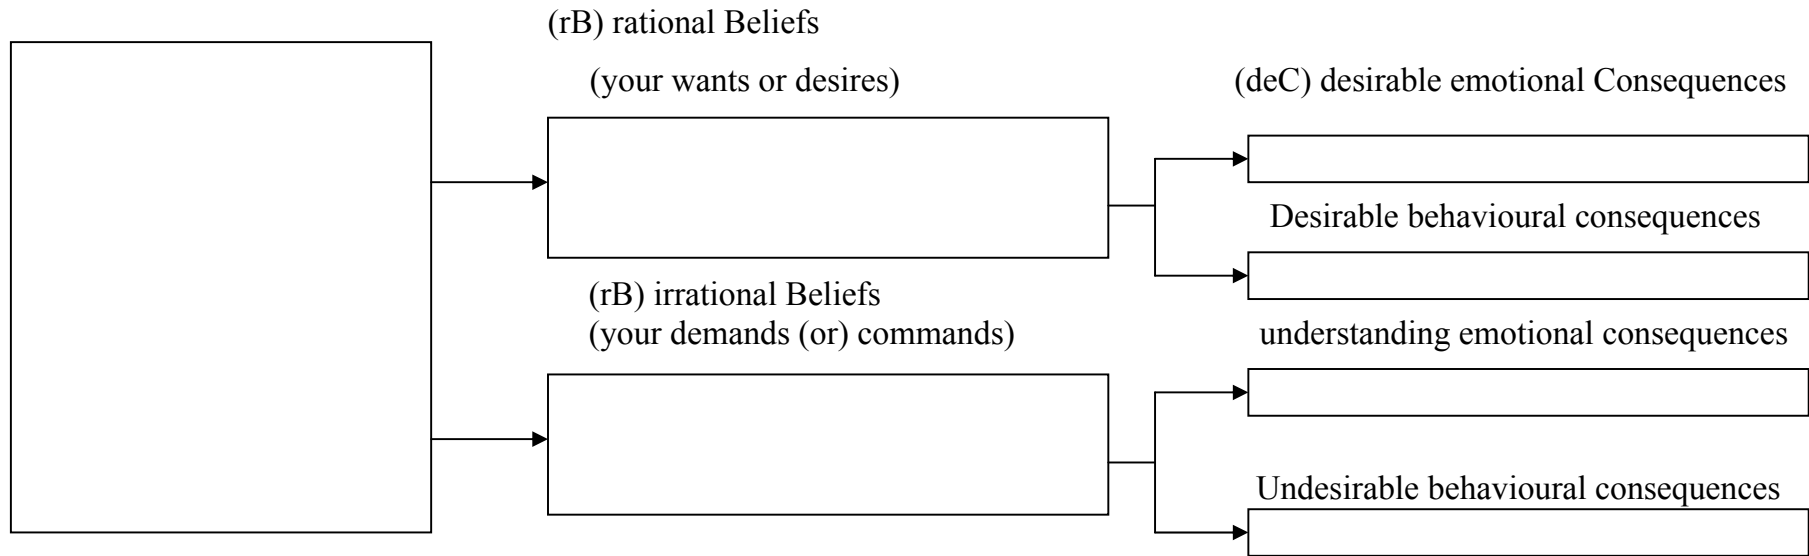 (rB) rational Beliefs
(your wants or desires)
(deC) desirable emotional Consequences
Desirable behavioural consequences
(rB) irrational Beliefs
(your demands (or) commands)
understanding emotional consequences
Undesirable behavioural consequences